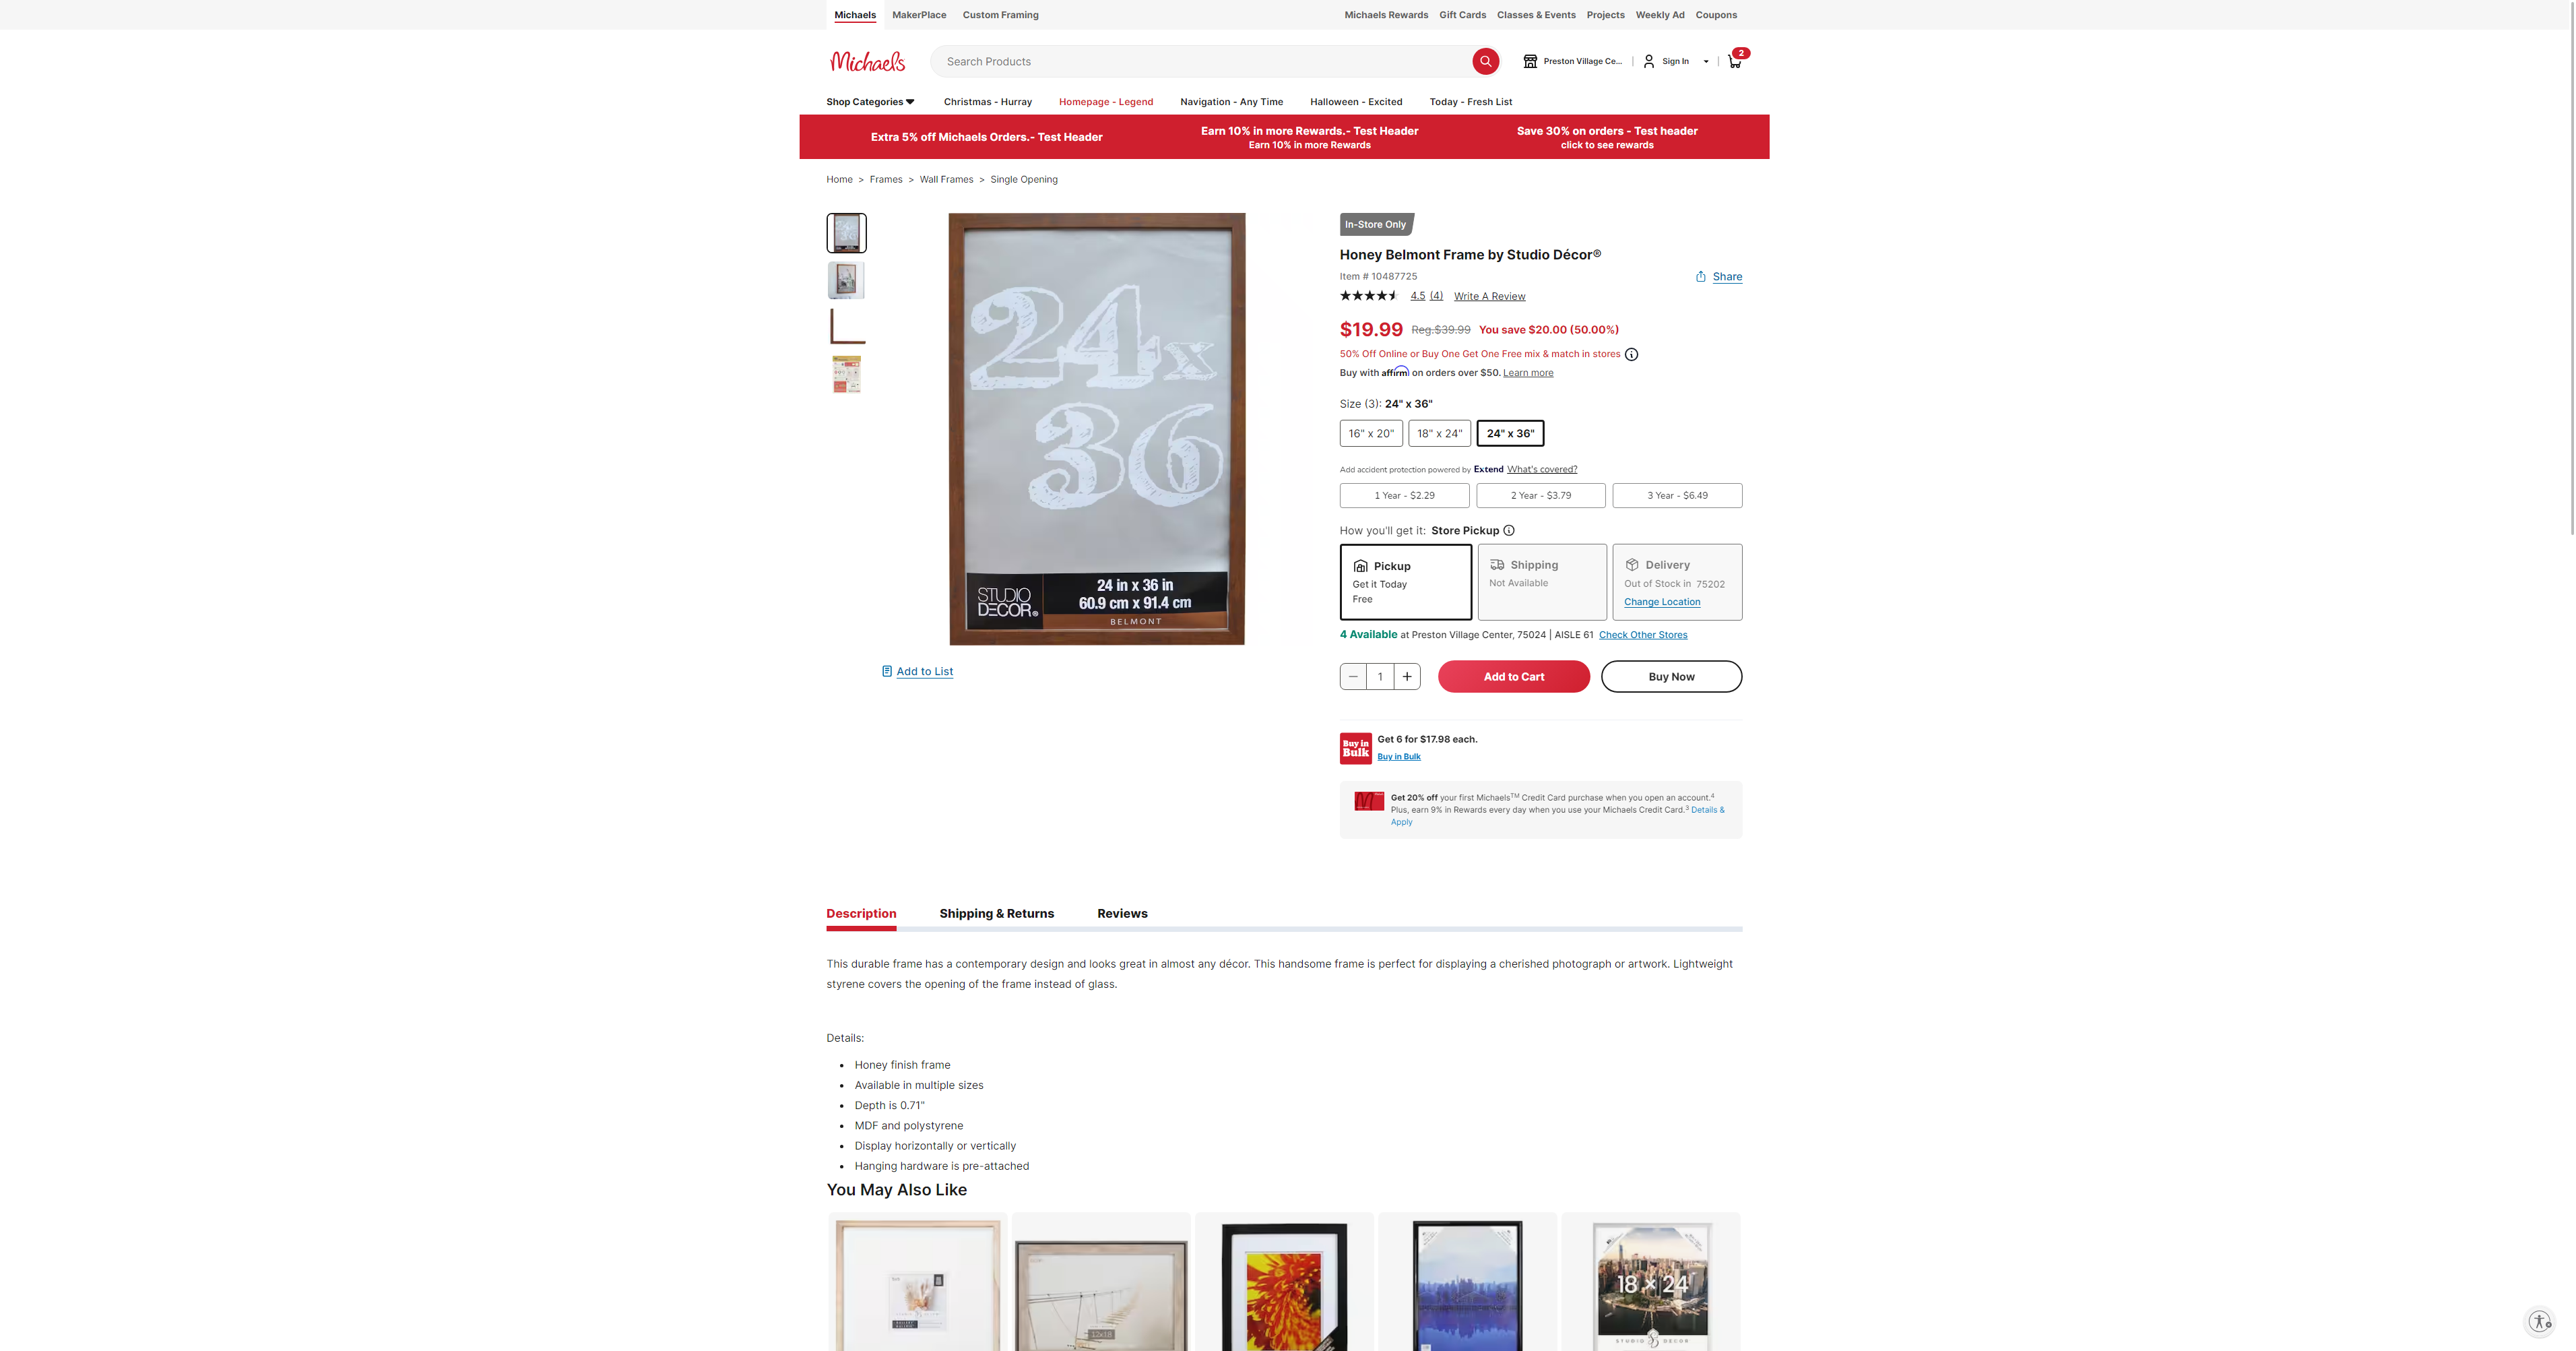 Michaels
MakerPlace
Custom Framing
Michaels Rewards
Gift Cards
Classes & Events
Projects
Weekly Ad
Coupons
Michaels
Search Products
Preston Village Ce...
Sign In
2
Shop Categories
Christmas - Hurray
Homepage - Legend
Navigation - Any Time
Halloween - Excited
Today - Fresh List
Extra 5% off Michaels Orders.- Test Header
Earn 10% in more Rewards.- Test Header
Earn 10% in more Rewards
Save 30% on orders - Test header
click to see rewards
Home > Frames > Wall Frames > Single Opening
24x
36
STUDIO
DECOR®
24 in x 36 in
60.9 cm x 91.4 cm
BELMONT
Add to List
In-Store Only
Honey Belmont Frame by Studio Décor®
Item # 10487725
Share
4.5 (4) Write A Review
$19.99 Reg.$39.99 You save $20.00 (50.00%)
50% Off Online or Buy One Get One Free mix & match in stores
Buy with affirm on orders over $50. Learn more
Size (3): 24" x 36"
16" x 20"
18" x 24"
24" x 36"
Add accident protection powered by Extend What's covered?
1 Year - $2.29
2 Year - $3.79
3 Year - $6.49
How you'll get it: Store Pickup
Pickup
Get it Today
Free
Shipping
Not Available
Delivery
Out of Stock in 75202
Change Location
4 Available at Preston Village Center, 75024 | AISLE 61 Check Other Stores
1
Add to Cart
Buy Now
Buy in
Bulk
Get 6 for $17.98 each.
Buy in Bulk
Get 20% off your first Michaels™ Credit Card purchase when you open an account.⁴
Plus, earn 9% in Rewards every day when you use your Michaels Credit Card.³ Details &
Apply
Description
Shipping & Returns
Reviews
This durable frame has a contemporary design and looks great in almost any décor. This handsome frame is perfect for displaying a cherished photograph or artwork. Lightweight
styrene covers the opening of the frame instead of glass.
Details:
Honey finish frame
Available in multiple sizes
Depth is 0.71"
MDF and polystyrene
Display horizontally or vertically
Hanging hardware is pre-attached
You May Also Like
12x18
18 × 24
STUDIO DECOR